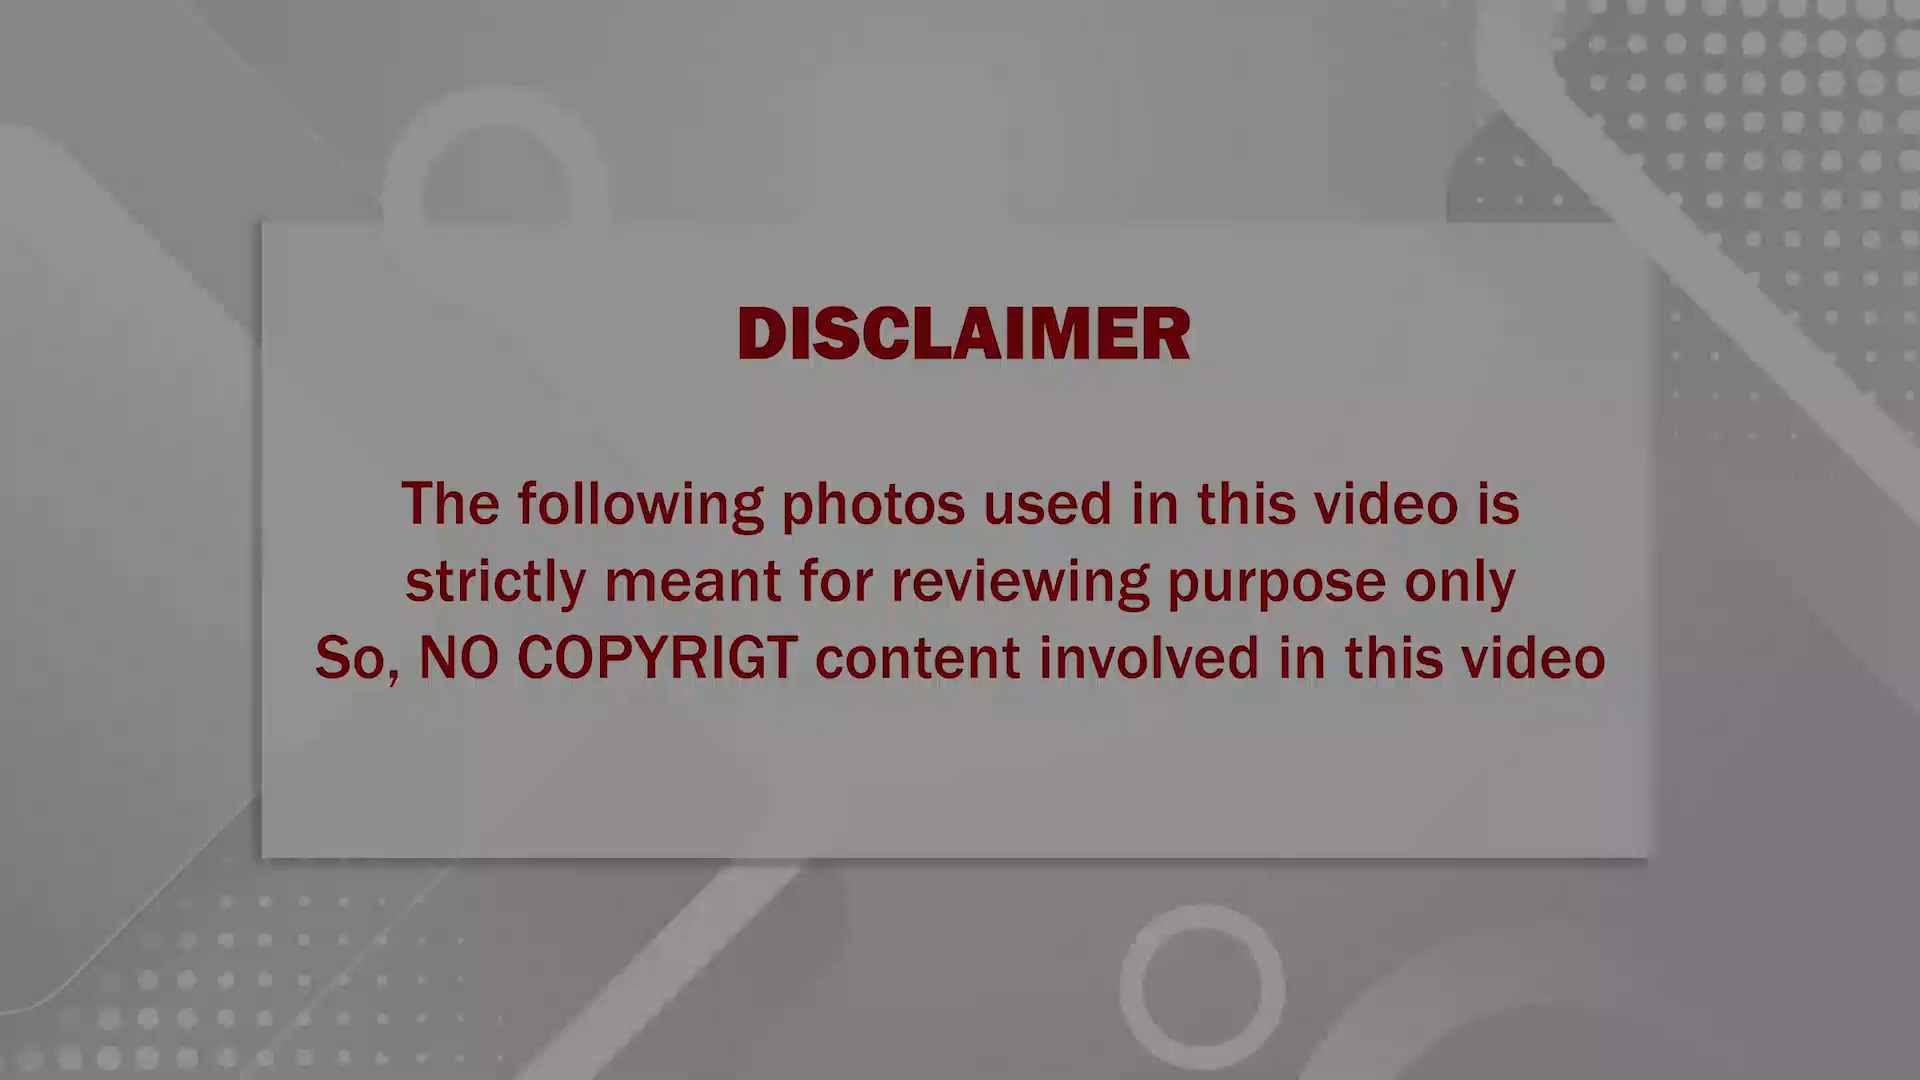 DISCLAIMER
The following photos used in this video is
strictly meant for reviewing purpose only
So, NO COPYRIGT content involved in this video